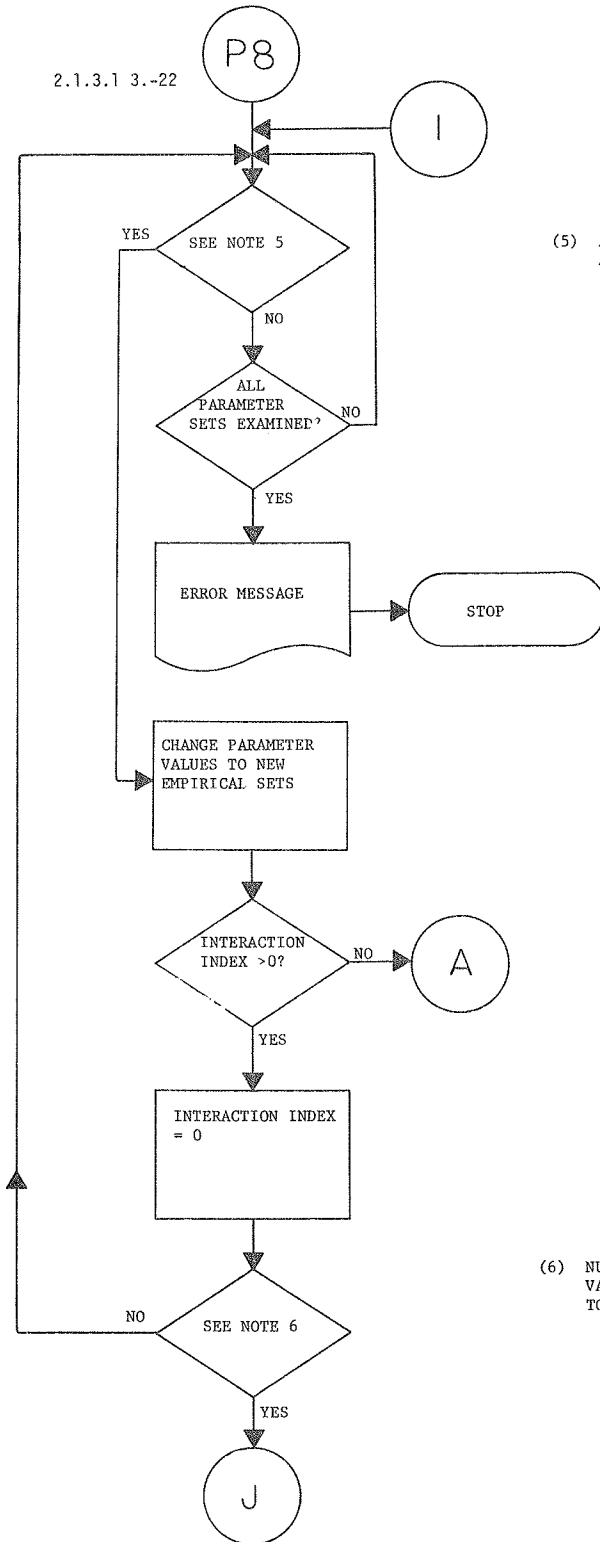 P8
2.1.3.1 3.-22
I
YES
SEE NOTE 5
(5)
NO
ALL
PARAMETER
SETS EXAMINED?
NO
YES
ERROR MESSAGE
STOP
CHANGE PARAMETER
VALUES TO NEW
EMPIRICAL SETS
INTERACTION
INDEX >0?
NO
A
YES
INTERACTION INDEX
= 0
(6)
NO
SEE NOTE 6
YES
J